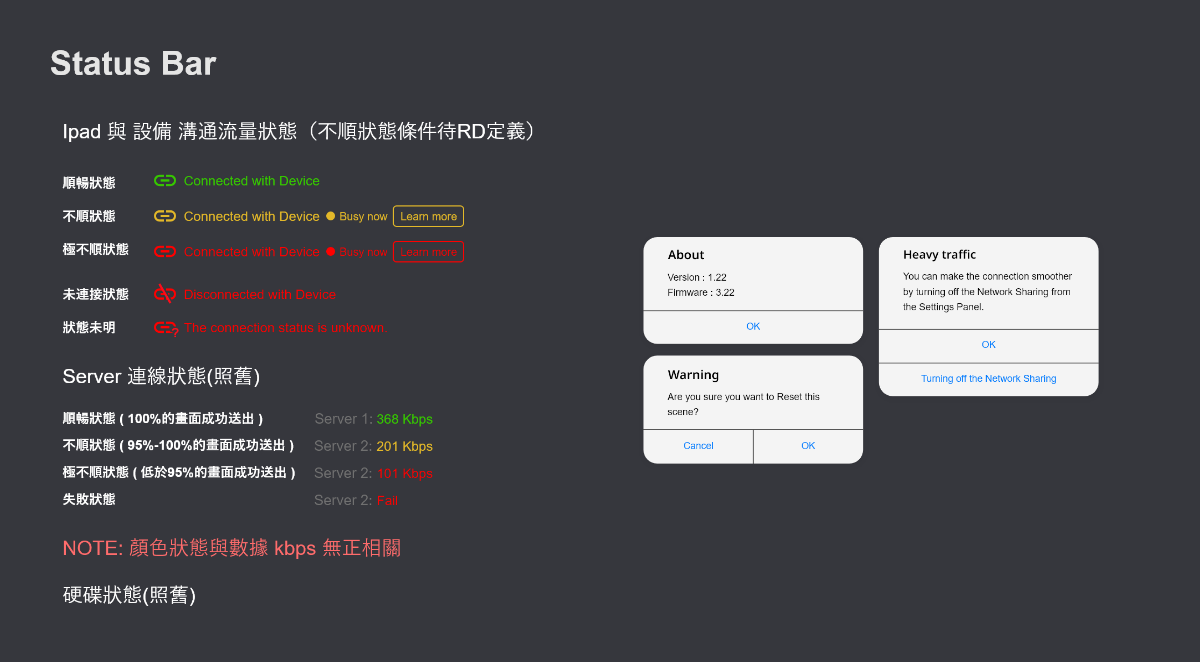 Status Bar
Ipad 與 設備 溝通流量狀態（不順狀態條件待RD定義）
順暢狀態 Connected with Device
不順狀態 Connected with Device Busy now Learn more
極不順狀態 Connected with Device Busy now Learn more
未連接狀態 Disconnected with Device
狀態未明 The connection status is unknown.
Server 連線狀態(照舊)
順暢狀態 ( 100%的畫面成功送出 ) Server 1: 368 Kbps
不順狀態 ( 95%-100%的畫面成功送出 ) Server 2: 201 Kbps
極不順狀態 ( 低於95%的畫面成功送出 ) Server 2: 101 Kbps
失敗狀態 Server 2: Fail
NOTE: 顏色狀態與數據 kbps 無正相關
硬碟狀態(照舊)
About
Version : 1.22
Firmware : 3.22
OK
Warning
Are you sure you want to Reset this
scene?
Cancel OK
Heavy traffic
You can make the connection smoother
by turning off the Network Sharing from
the Settings Panel.
OK
Turning off the Network Sharing